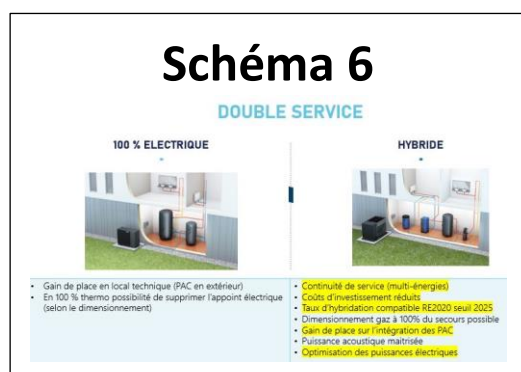 Schéma 6
DOUBLE SERVICE
100 % ELECTRIQUE
HYBRIDE
• Gain de place en local technique (PAC en extérieur)
• En 100 % thermo possibilité de supprimer l'appoint électrique
(selon le dimensionnement)
• Continuité de service (multi-énergies)
• Coûts d'investissement réduits
• Taux d'hybridation compatible RE2020 seuil 2025
• Dimensionnement gaz à 100% du secours possible
• Gain de place sur l'intégration des PAC
• Puissance acoustique maitrisée
• Optimisation des puissances électriques